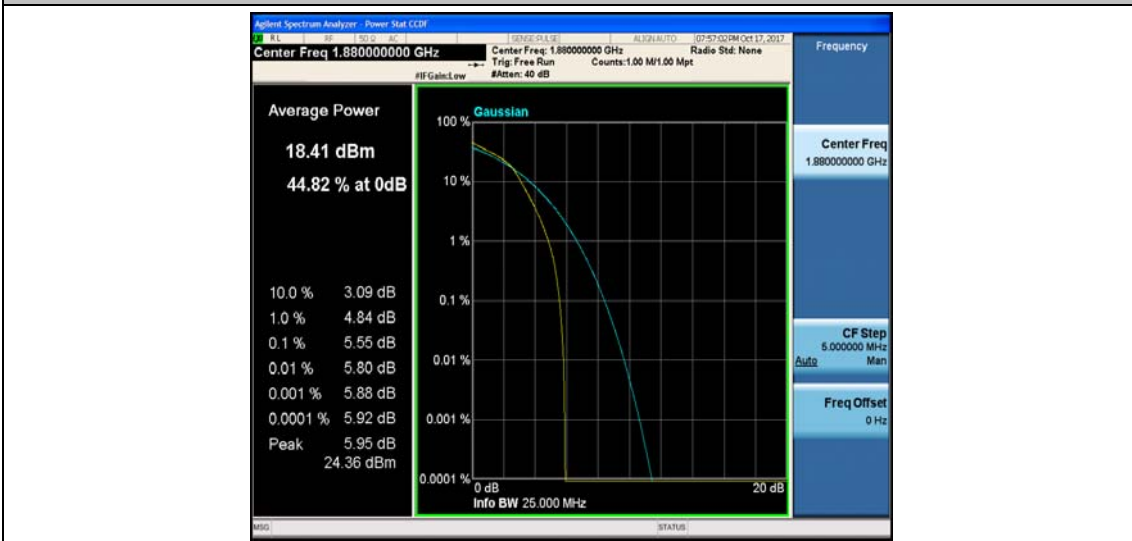 Agilent Spectrum Analyzer - Power Stat CCDF
RL RF 50 Ω AC SENSE:PULSE ALIGN AUTO 07:57:02 PM Oct 17, 2017
Center Freq 1.880000000 GHz
Center Freq: 1.880000000 GHz Radio Std: None
Trig: Free Run Counts:1.00 M/1.00 Mpt
#IFGain:Low #Atten: 40 dB
Frequency
Average Power
18.41 dBm
44.82 % at 0dB
10.0 % 3.09 dB
1.0 % 4.84 dB
0.1 % 5.55 dB
0.01 % 5.80 dB
0.001 % 5.88 dB
0.0001 % 5.92 dB
Peak 5.95 dB
24.36 dBm
Gaussian
100 %
10 %
1 %
0.1 %
0.01 %
0.001 %
0.0001 %
0 dB 20 dB
Info BW 25.000 MHz
Center Freq
1.880000000 GHz
CF Step
5.000000 MHz
Auto Man
Freq Offset
0 Hz
MSG STATUS